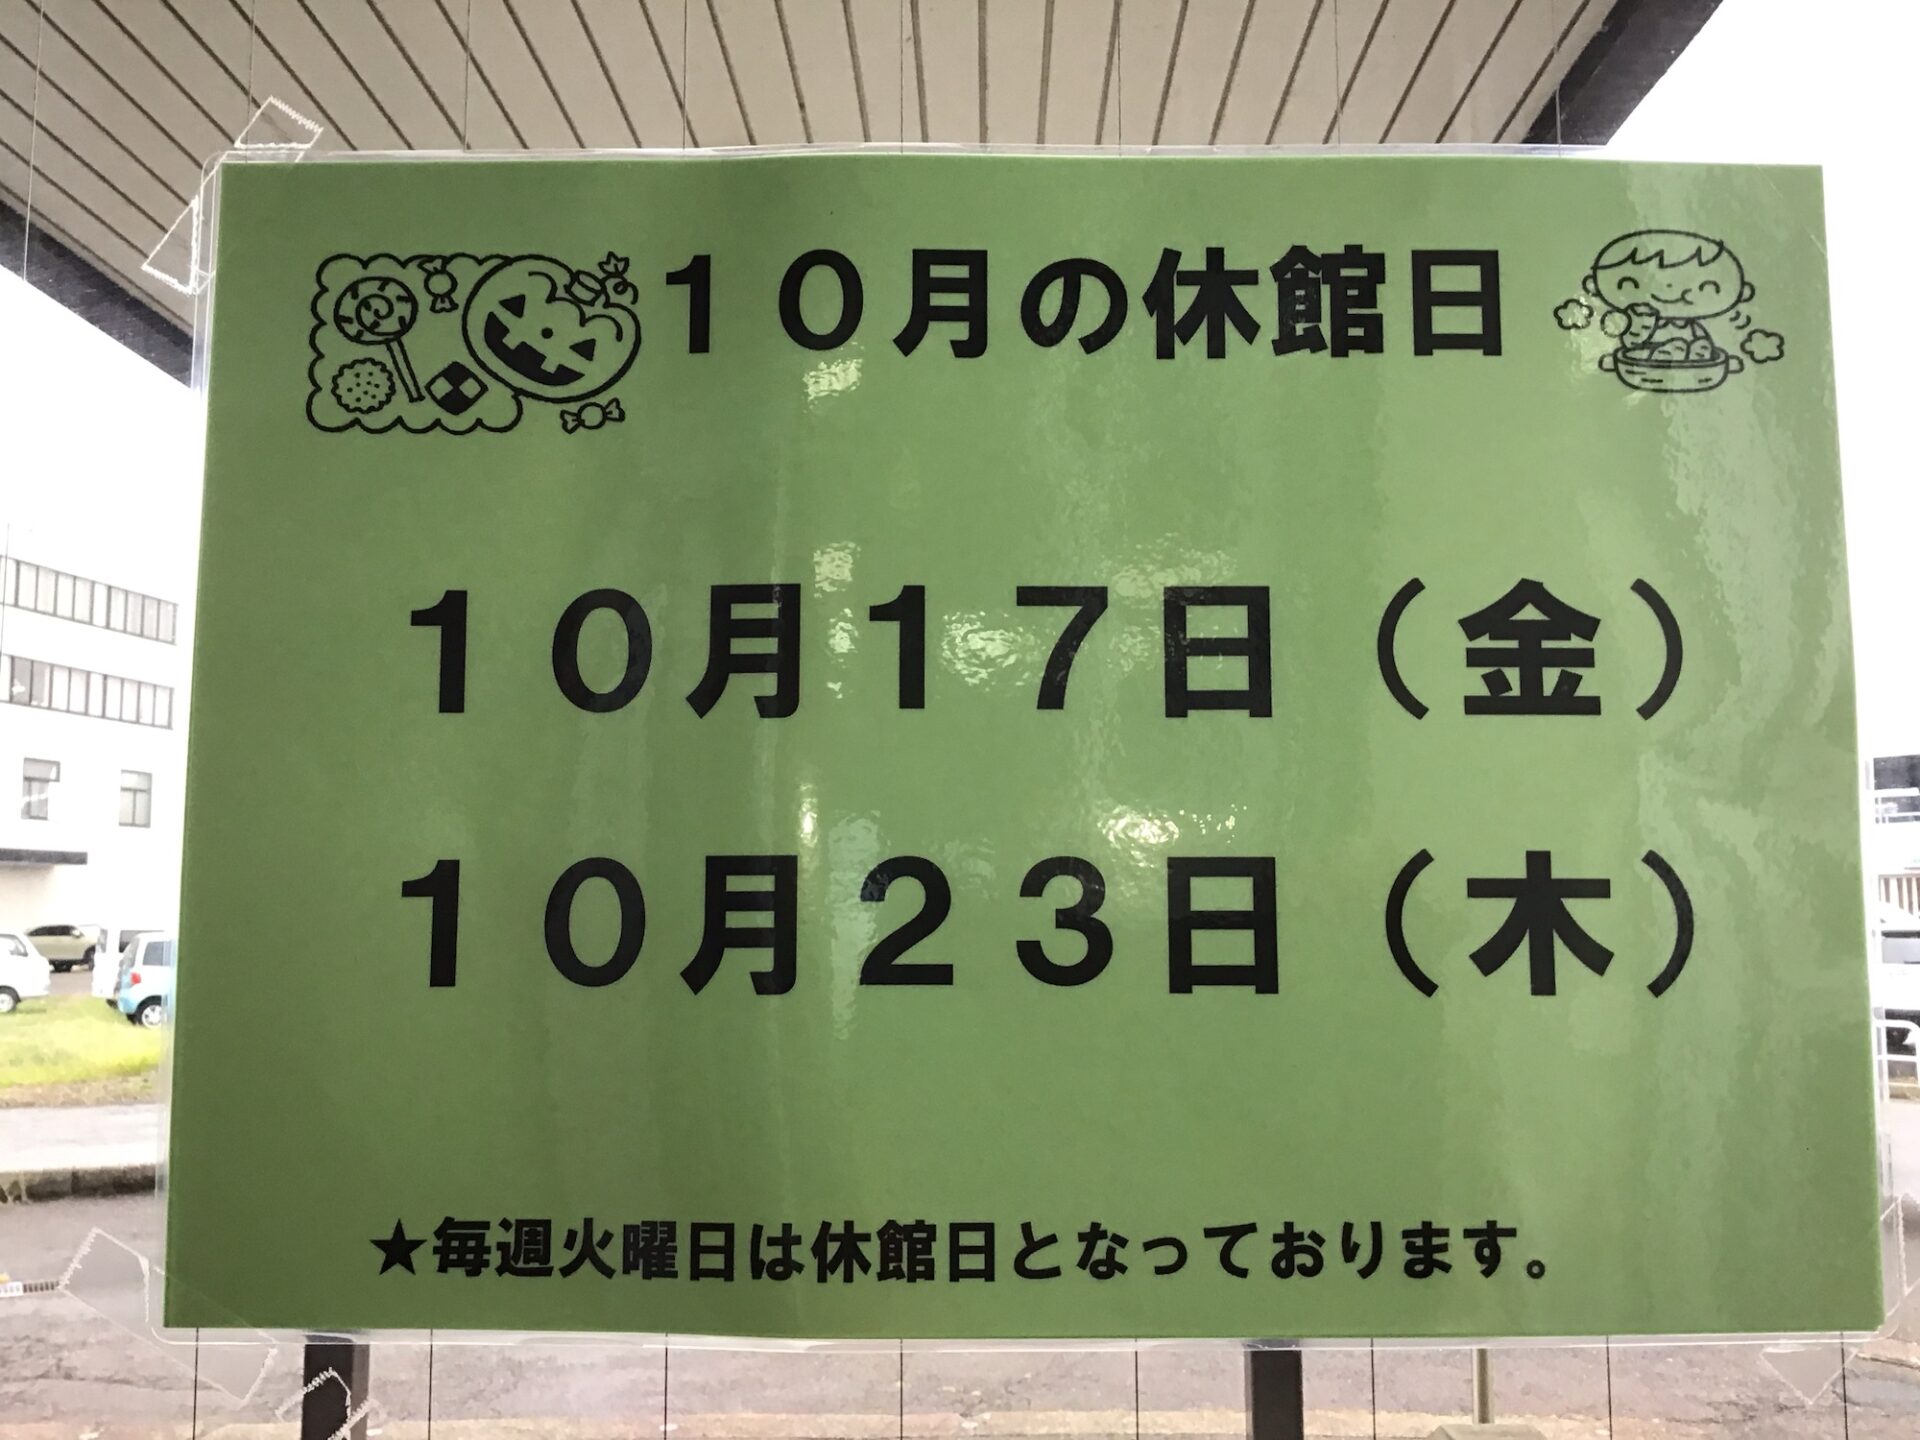 １０月の休館日
１０月１７日（金）
１０月２３日（木）
★毎週火曜日は休館日となっております。